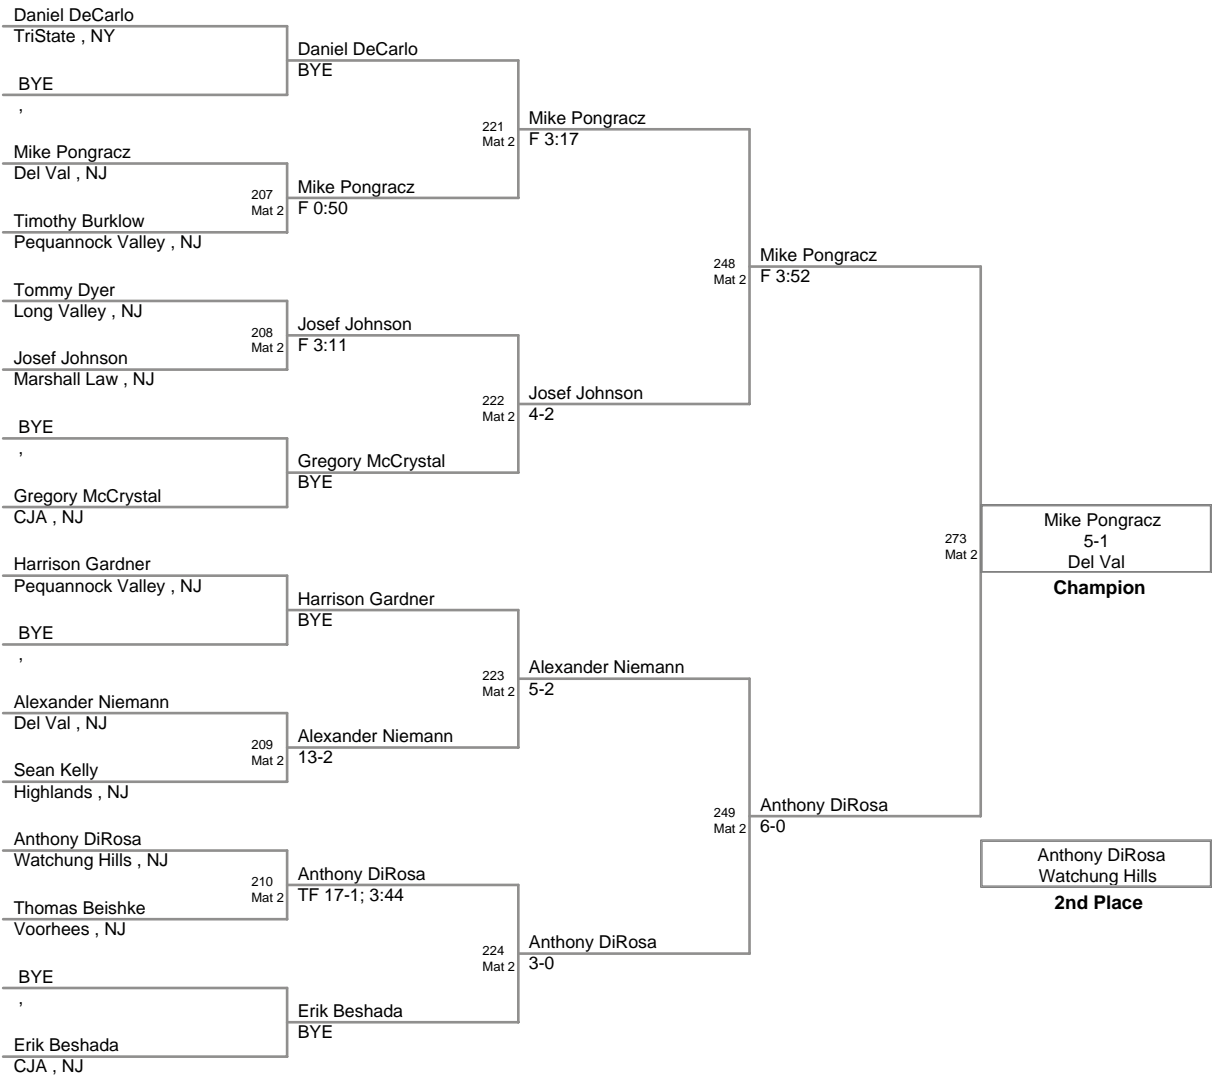 Daniel DeCarlo
TriState , NY
BYE
,
Mike Pongracz
Del Val , NJ
Timothy Burklow
Pequannock Valley , NJ
Tommy Dyer
Long Valley , NJ
Josef Johnson
Marshall Law , NJ
BYE
,
Gregory McCrystal
CJA , NJ
Harrison Gardner
Pequannock Valley , NJ
BYE
,
Alexander Niemann
Del Val , NJ
Sean Kelly
Highlands , NJ
Anthony DiRosa
Watchung Hills , NJ
Thomas Beishke
Voorhees , NJ
BYE
,
Erik Beshada
CJA , NJ
Daniel DeCarlo
BYE
207
Mat 2
Mike Pongracz
F 0:50
208
Mat 2
Josef Johnson
F 3:11
Gregory McCrystal
BYE
Harrison Gardner
BYE
209
Mat 2
Alexander Niemann
13-2
210
Mat 2
Anthony DiRosa
TF 17-1; 3:44
Erik Beshada
BYE
221
Mat 2
Mike Pongracz
F 3:17
222
Mat 2
Josef Johnson
4-2
223
Mat 2
Alexander Niemann
5-2
224
Mat 2
Anthony DiRosa
3-0
248
Mat 2
Mike Pongracz
F 3:52
249
Mat 2
Anthony DiRosa
6-0
273
Mat 2
Mike Pongracz
5-1
Del Val
Champion
Anthony DiRosa
Watchung Hills
2nd Place